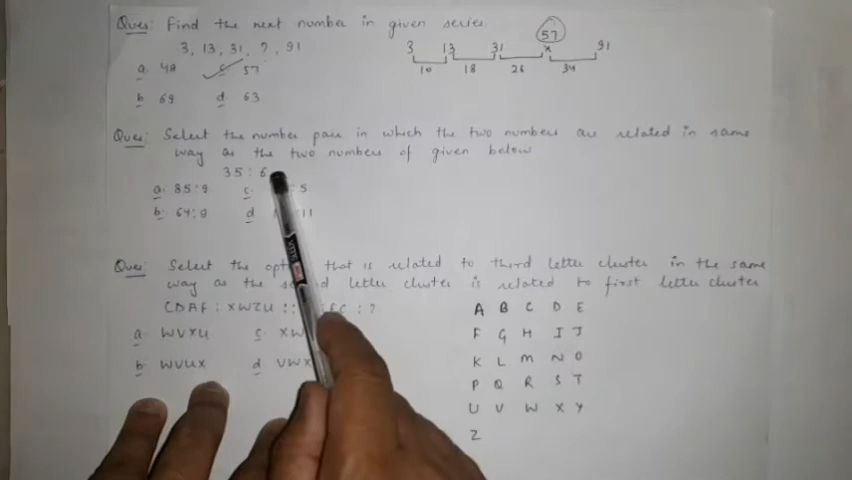 Ques: Find the next number in given series.
3, 13, 31, ?, 91
a 49 c 57
b 69 d 63
57
3 13 31 x 91
10 18 26 34
Ques: Select the number pair in which the two numbers are related in same
way as the two numbers of given below
35 : 6
a. 85:9 : 5
b. 64:9 d 11
Ques: Select the that is related to third letter cluster in the same
way as the letter cluster is related to first letter cluster
CDAF : XWZU :: : ?
a. WVXU c. XW
b. WVUX d VWX
A B C D E
F G H I J
K L M N O
P Q R S T
U V W X Y
Z